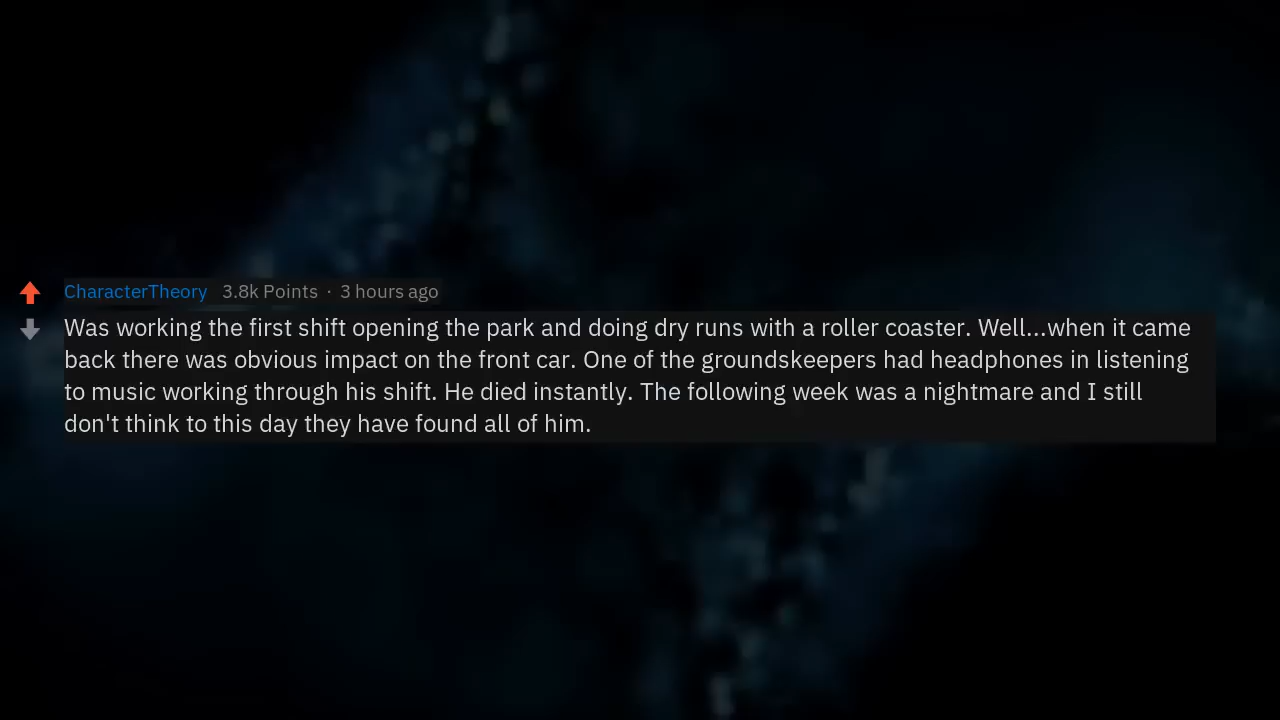 CharacterTheory 3.8k Points · 3 hours ago
Was working the first shift opening the park and doing dry runs with a roller coaster. Well...when it came
back there was obvious impact on the front car. One of the groundskeepers had headphones in listening
to music working through his shift. He died instantly. The following week was a nightmare and I still
don't think to this day they have found all of him.